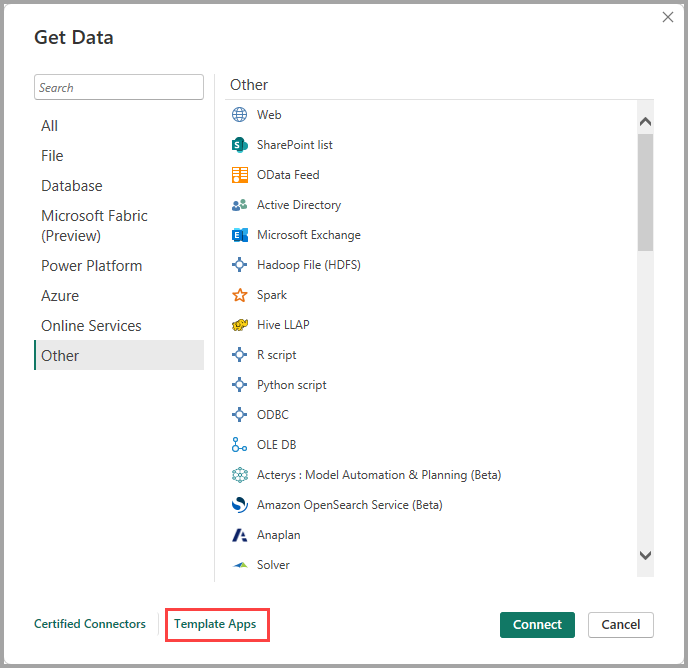 Get Data
Search
All
File
Database
Microsoft Fabric
(Preview)
Power Platform
Azure
Online Services
Other
Other
Web
SharePoint list
OData Feed
Active Directory
Microsoft Exchange
Hadoop File (HDFS)
Spark
Hive LLAP
R script
Python script
ODBC
OLE DB
Acterys : Model Automation & Planning (Beta)
Amazon OpenSearch Service (Beta)
Anaplan
Solver
Certified Connectors
Template Apps
Connect
Cancel